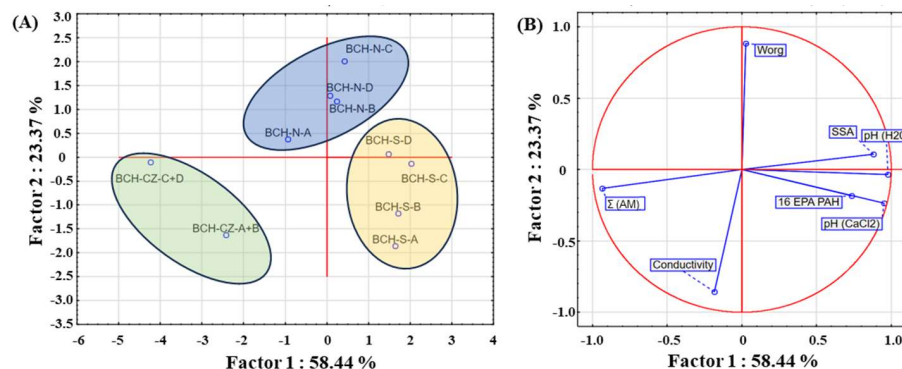 (A)
2.5
2.0
1.5
1.0
0.5
0
-0.5
-1.0
-1.5
-2.0
-2.5
3.0
-3.5
Factor 2 : 23.37 %
BCH-N-C
BCH-N-D
BCH-N-B
BCH-N-A
BCH-S-D
BCH-S-C
BCH-S-B
BCH-S-A
BCH-CZ-C+D
BCH-CZ-A+B
-6 -5 -4 -3 -2 -1 0 1 2 3 4
Factor 1 : 58.44 %
(B)
1.0
0.5
0
-0.5
-1.0
Factor 2 : 23.37 %
Worg
SSA
pH (H20
16 EPA PAH
pH (CaCl2)
Σ (AM)
Conductivity
-1.0 -0.5 0 0.5 1.0
Factor 1 : 58.44 %